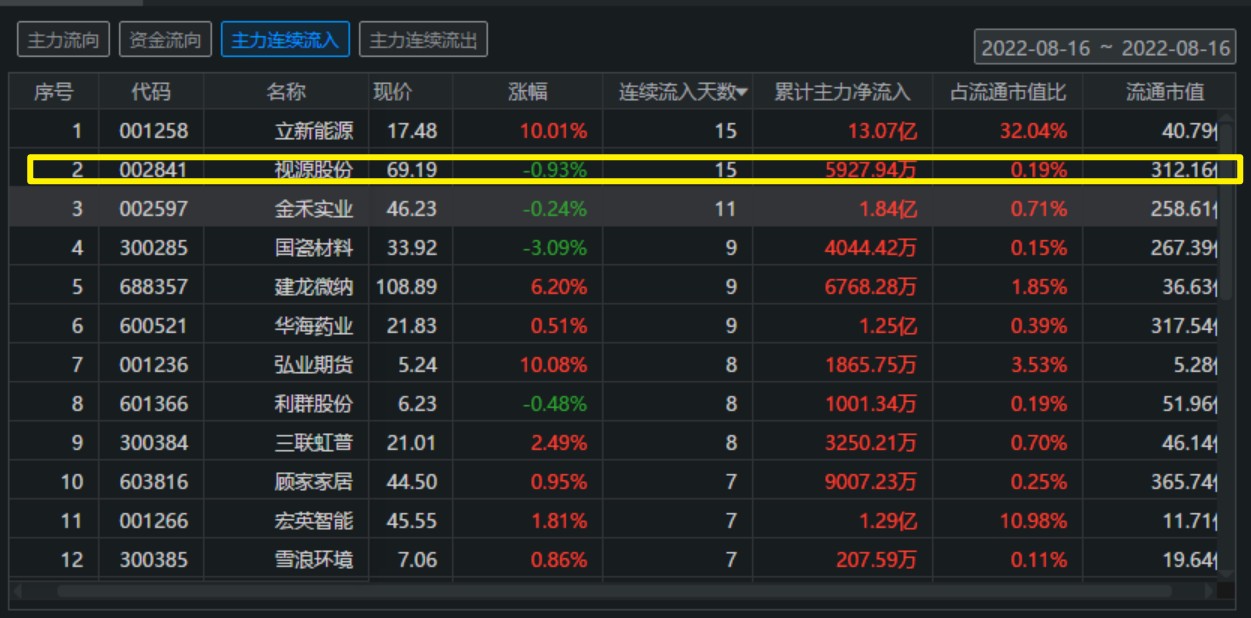 主力流向 资金流向 主力连续流入 主力连续流出
2022-08-16 ~ 2022-08-16
序号 代码 名称 现价 涨幅 连续流入天数 累计主力净流入 占流通市值比 流通市值
1 001258 立新能源 17.48 10.01% 15 13.07亿 32.04% 40.79
2 002841 视源股份 69.19 -0.93% 15 5927.94万 0.19% 312.16
3 002597 金禾实业 46.23 -0.24% 11 1.84亿 0.71% 258.61
4 300285 国瓷材料 33.92 -3.09% 9 4044.42万 0.15% 267.39
5 688357 建龙微纳 108.89 6.20% 9 6768.28万 1.85% 36.63
6 600521 华海药业 21.83 0.51% 9 1.25亿 0.39% 317.54
7 001236 弘业期货 5.24 10.08% 8 1865.75万 3.53% 5.28
8 601366 利群股份 6.23 -0.48% 8 1001.34万 0.19% 51.96
9 300384 三联虹普 21.01 2.49% 8 3250.21万 0.70% 46.14
10 603816 顾家家居 44.50 0.95% 7 9007.23万 0.25% 365.74
11 001266 宏英智能 45.55 1.81% 7 1.29亿 10.98% 11.71
12 300385 雪浪环境 7.06 0.86% 7 207.59万 0.11% 19.64